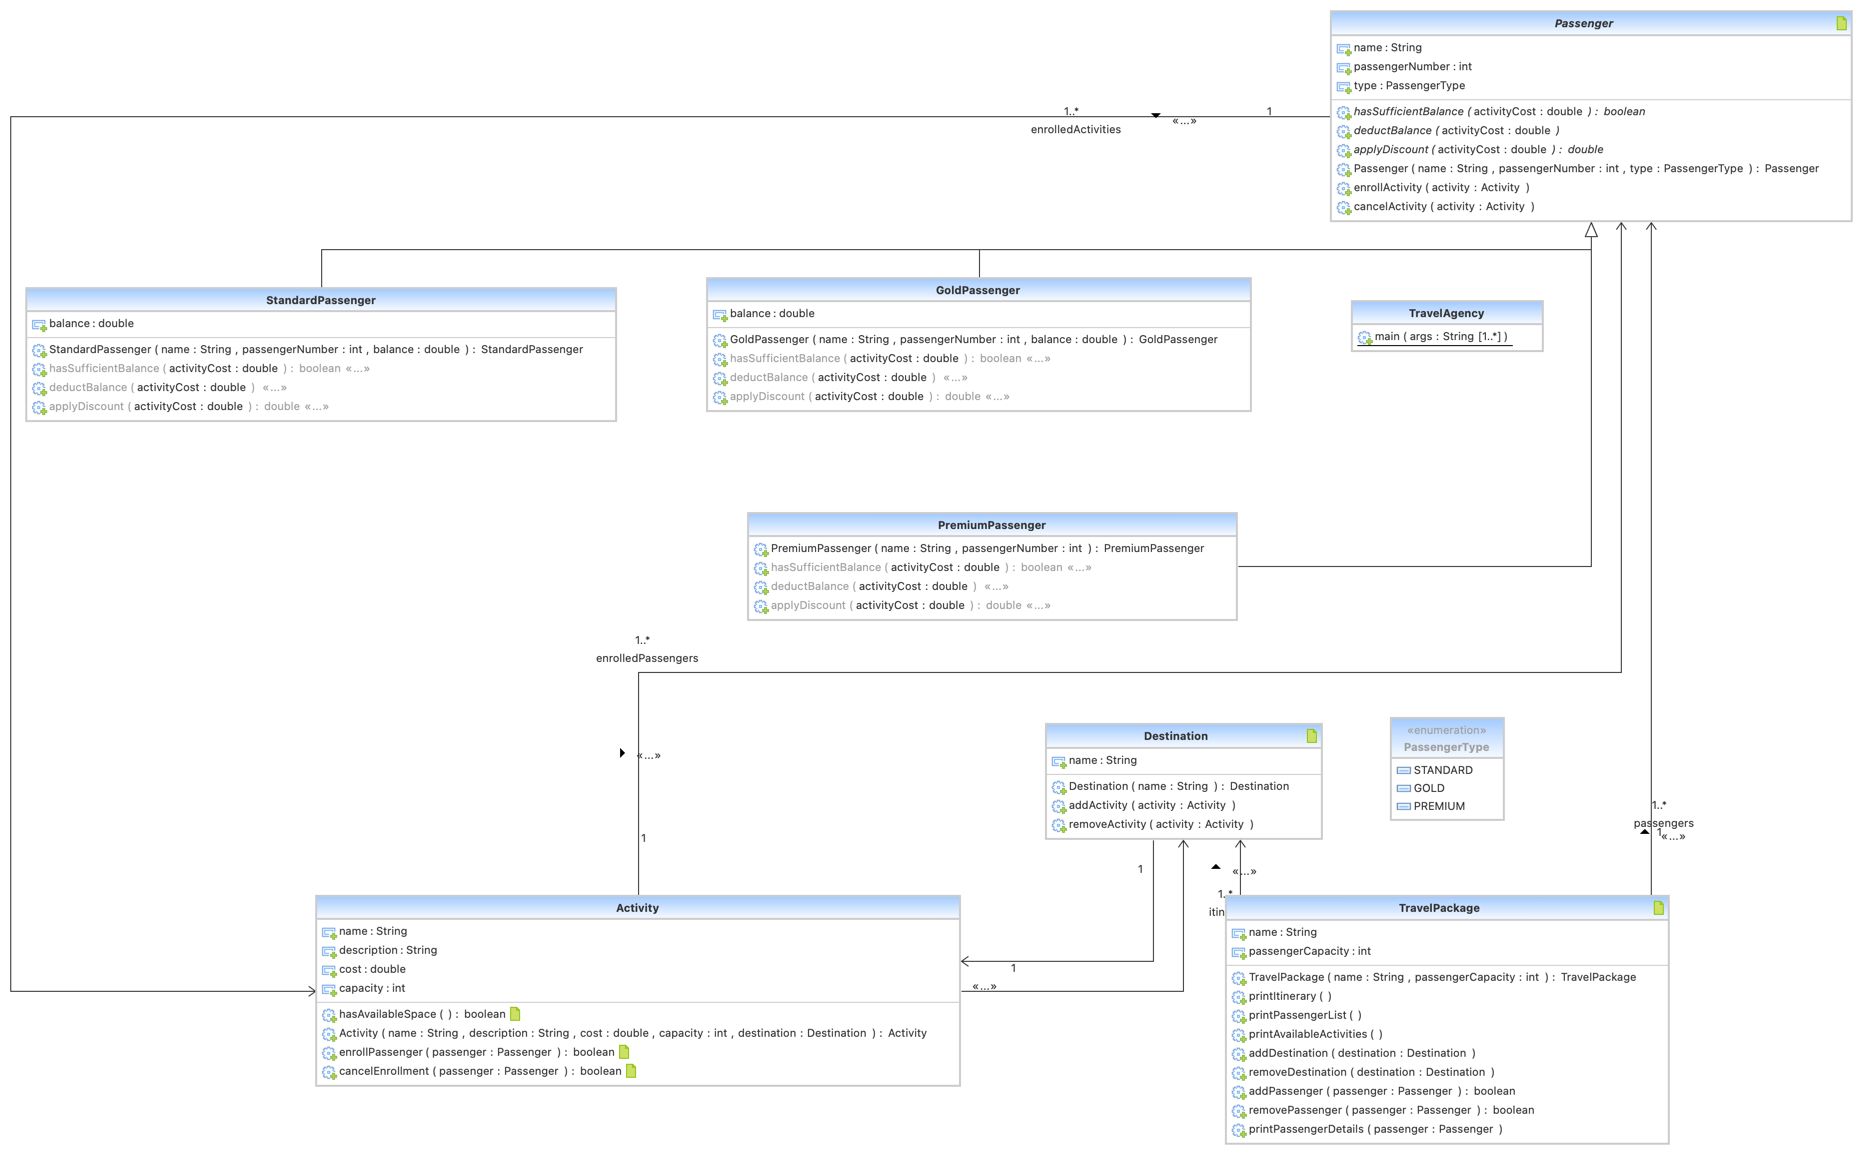 Passenger
name : String
passengerNumber : int
type : PassengerType
hasSufficientBalance ( activityCost : double ) : boolean
deductBalance ( activityCost : double )
applyDiscount ( activityCost : double ) : double
Passenger ( name : String , passengerNumber : int , type : PassengerType ) : Passenger
enrollActivity ( activity : Activity )
cancelActivity ( activity : Activity )
1..*
enrolledActivities
«...»
1
StandardPassenger
balance : double
StandardPassenger ( name : String , passengerNumber : int , balance : double ) : StandardPassenger
hasSufficientBalance ( activityCost : double ) : boolean «...»
deductBalance ( activityCost : double ) «...»
applyDiscount ( activityCost : double ) : double «...»
GoldPassenger
balance : double
GoldPassenger ( name : String , passengerNumber : int , balance : double ) : GoldPassenger
hasSufficientBalance ( activityCost : double ) : boolean «...»
deductBalance ( activityCost : double ) «...»
applyDiscount ( activityCost : double ) : double «...»
TravelAgency
main ( args : String [1..*] )
PremiumPassenger
PremiumPassenger ( name : String , passengerNumber : int ) : PremiumPassenger
hasSufficientBalance ( activityCost : double ) : boolean «...»
deductBalance ( activityCost : double ) «...»
applyDiscount ( activityCost : double ) : double «...»
1..*
enrolledPassengers
«...»
1
Destination
name : String
Destination ( name : String ) : Destination
addActivity ( activity : Activity )
removeActivity ( activity : Activity )
«enumeration»
PassengerType
STANDARD
GOLD
PREMIUM
1..*
passengers
1
«...»
1
«...»
1..*
itin
1
«...»
Activity
name : String
description : String
cost : double
capacity : int
hasAvailableSpace ( ) : boolean
Activity ( name : String , description : String , cost : double , capacity : int , destination : Destination ) : Activity
enrollPassenger ( passenger : Passenger ) : boolean
cancelEnrollment ( passenger : Passenger ) : boolean
TravelPackage
name : String
passengerCapacity : int
TravelPackage ( name : String , passengerCapacity : int ) : TravelPackage
printItinerary ( )
printPassengerList ( )
printAvailableActivities ( )
addDestination ( destination : Destination )
removeDestination ( destination : Destination )
addPassenger ( passenger : Passenger ) : boolean
removePassenger ( passenger : Passenger ) : boolean
printPassengerDetails ( passenger : Passenger )